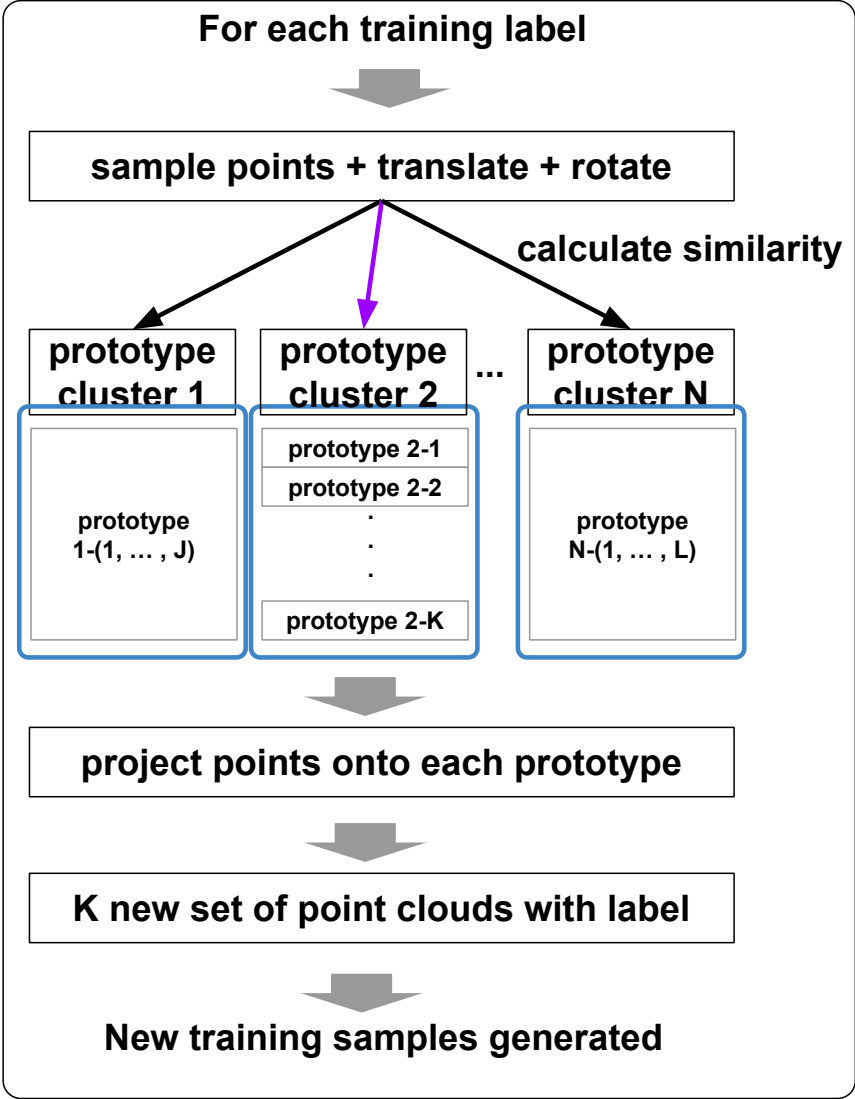 For each training label
sample points + translate + rotate
calculate similarity
prototype
cluster 1
prototype
cluster 2
...
prototype
cluster N
prototype
1-(1, ... , J)
prototype 2-1
prototype 2-2
.
.
.
prototype 2-K
prototype
N-(1, ... , L)
project points onto each prototype
K new set of point clouds with label
New training samples generated